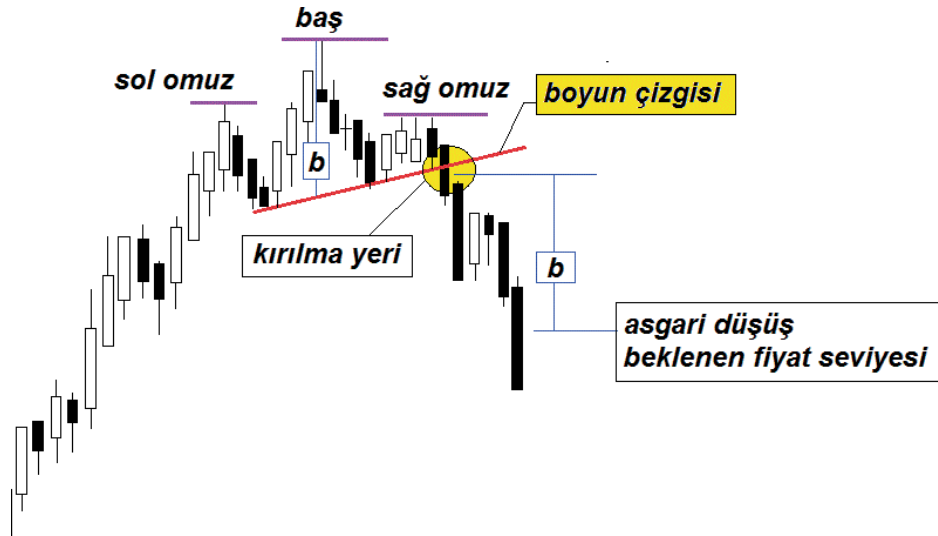 baş
sol omuz
sağ omuz
boyun çizgisi
b
kırılma yeri
b
asgari düşüş
beklenen fiyat seviyesi